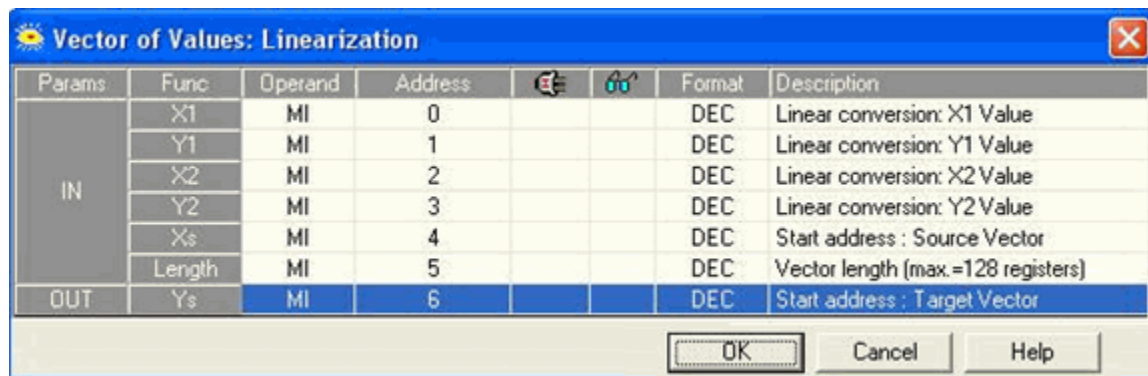 Vector of Values: Linearization
Params Func Operand Address Format Description
IN
X1 MI 0 DEC Linear conversion: X1 Value
Y1 MI 1 DEC Linear conversion: Y1 Value
X2 MI 2 DEC Linear conversion: X2 Value
Y2 MI 3 DEC Linear conversion: Y2 Value
Xs MI 4 DEC Start address : Source Vector
Length MI 5 DEC Vector length (max.=128 registers)
OUT Ys MI 6 DEC Start address : Target Vector
OK Cancel Help